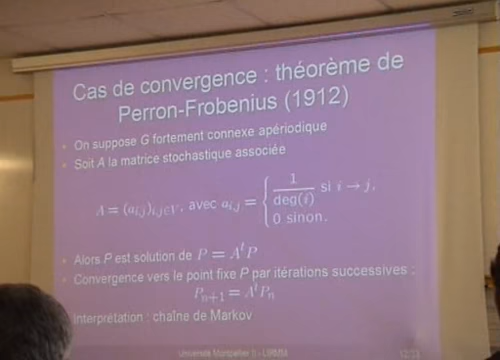 Cas de convergence : théorème de
Perron-Frobenius (1912)
On suppose G fortement connexe apériodique
Soit A la matrice stochastique associée
A = (a_{i,j})_{i,j∈V}, avec a_{i,j} = { 1/deg(i) si i → j,
0 sinon.
Alors P est solution de P = A^t P
Convergence vers le point fixe P par itérations successives :
P_{n+1} = A^t P_n
Interprétation : chaîne de Markov
Université Montpellier II - LIRMM